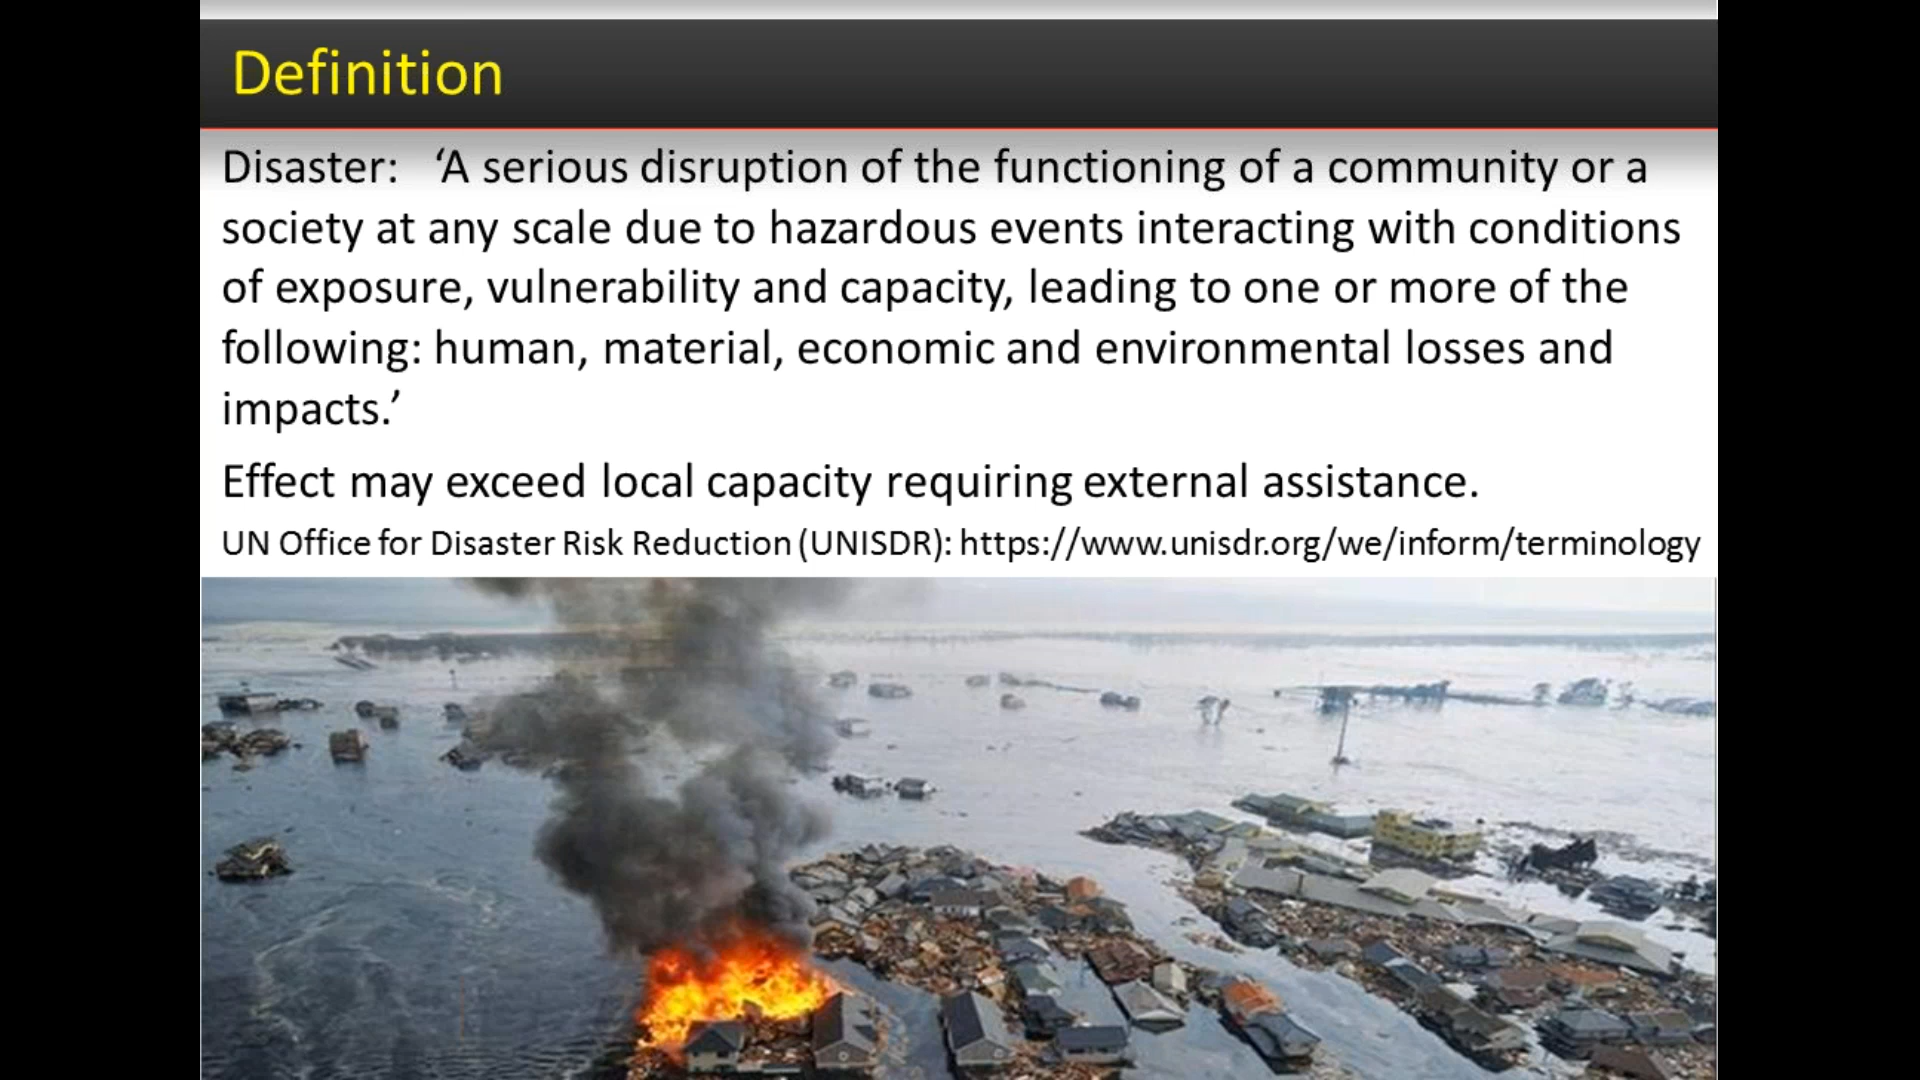 Definition
Disaster: ‘A serious disruption of the functioning of a community or a
society at any scale due to hazardous events interacting with conditions
of exposure, vulnerability and capacity, leading to one or more of the
following: human, material, economic and environmental losses and
impacts.’
Effect may exceed local capacity requiring external assistance.
UN Office for Disaster Risk Reduction (UNISDR): https://www.unisdr.org/we/inform/terminology